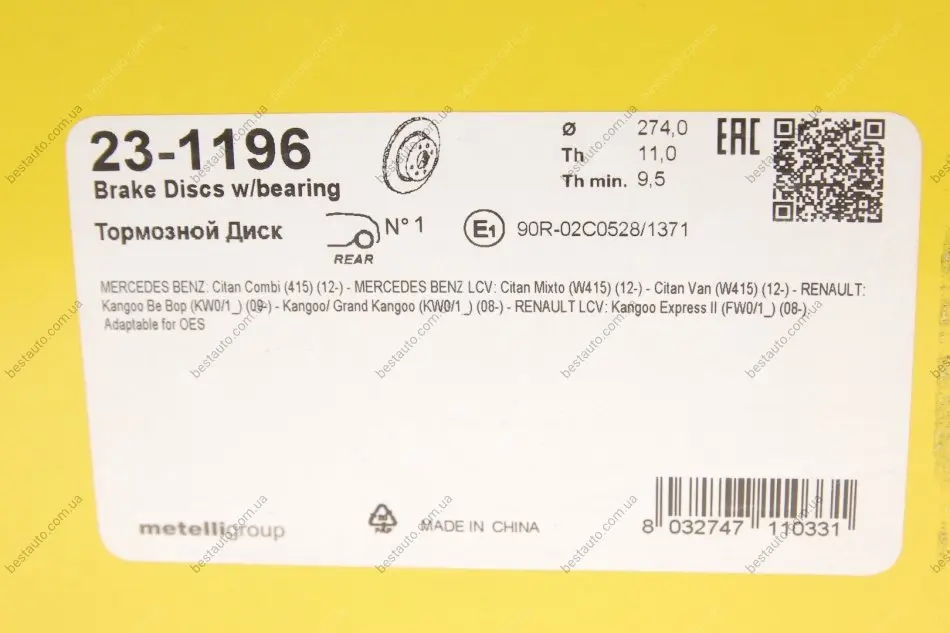 23-1196
Brake Discs w/bearing
Тормозной Диск
N° 1
REAR
Ø 274,0
Th 11,0
Th min. 9,5
EAC
E1 90R-02C0528/1371
MERCEDES BENZ: Citan Combi (415) (12-) - MERCEDES BENZ LCV: Citan Mixto (W415) (12-) - Citan Van (W415) (12-) - RENAULT:
Kangoo Be Bop (KW0/1_) (09-) - Kangoo/ Grand Kangoo (KW0/1_) (08-) - RENAULT LCV: Kangoo Express II (FW0/1_) (08-)
Adaptable for OES
metelligroup
MADE IN CHINA
8 032747 110331
bestauto.com.ua